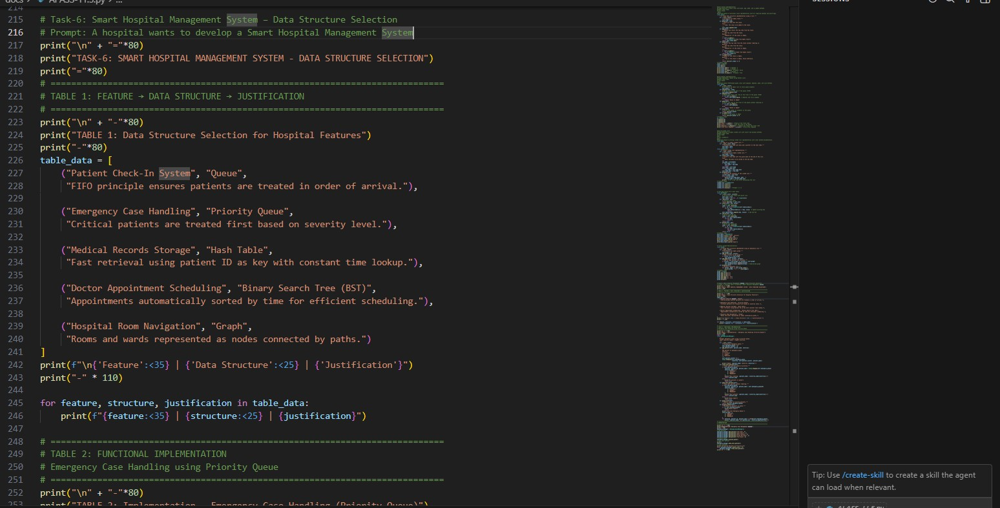 docs > AI ASS-11.5.py > ...
SESSIONS
214
215 # Task-6: Smart Hospital Management System – Data Structure Selection
216 # Prompt: A hospital wants to develop a Smart Hospital Management System
217 print("\n" + "="*80)
218 print("TASK-6: SMART HOSPITAL MANAGEMENT SYSTEM - DATA STRUCTURE SELECTION")
219 print("="*80)
220 # ============================================================================
221 # TABLE 1: FEATURE → DATA STRUCTURE → JUSTIFICATION
222 # ============================================================================
223 print("\n" + "-"*80)
224 print("TABLE 1: Data Structure Selection for Hospital Features")
225 print("-"*80)
226 table_data = [
227     ("Patient Check-In System", "Queue",
228      "FIFO principle ensures patients are treated in order of arrival."),
229
230     ("Emergency Case Handling", "Priority Queue",
231      "Critical patients are treated first based on severity level."),
232
233     ("Medical Records Storage", "Hash Table",
234      "Fast retrieval using patient ID as key with constant time lookup."),
235
236     ("Doctor Appointment Scheduling", "Binary Search Tree (BST)",
237      "Appointments automatically sorted by time for efficient scheduling."),
238
239     ("Hospital Room Navigation", "Graph",
240      "Rooms and wards represented as nodes connected by paths.")
241 ]
242 print(f"\n{'Feature':<35} | {'Data Structure':<25} | {'Justification'}")
243 print("-" * 110)
244
245 for feature, structure, justification in table_data:
246     print(f"{feature:<35} | {structure:<25} | {justification}")
247
248 # ============================================================================
249 # TABLE 2: FUNCTIONAL IMPLEMENTATION
250 # Emergency Case Handling using Priority Queue
251 # ============================================================================
252 print("\n" + "-"*80)
253 print("TABLE 2: Implementation - Emergency Case Handling (Priority Queue)")
Tip: Use /create-skill to create a skill the agent
can load when relevant.